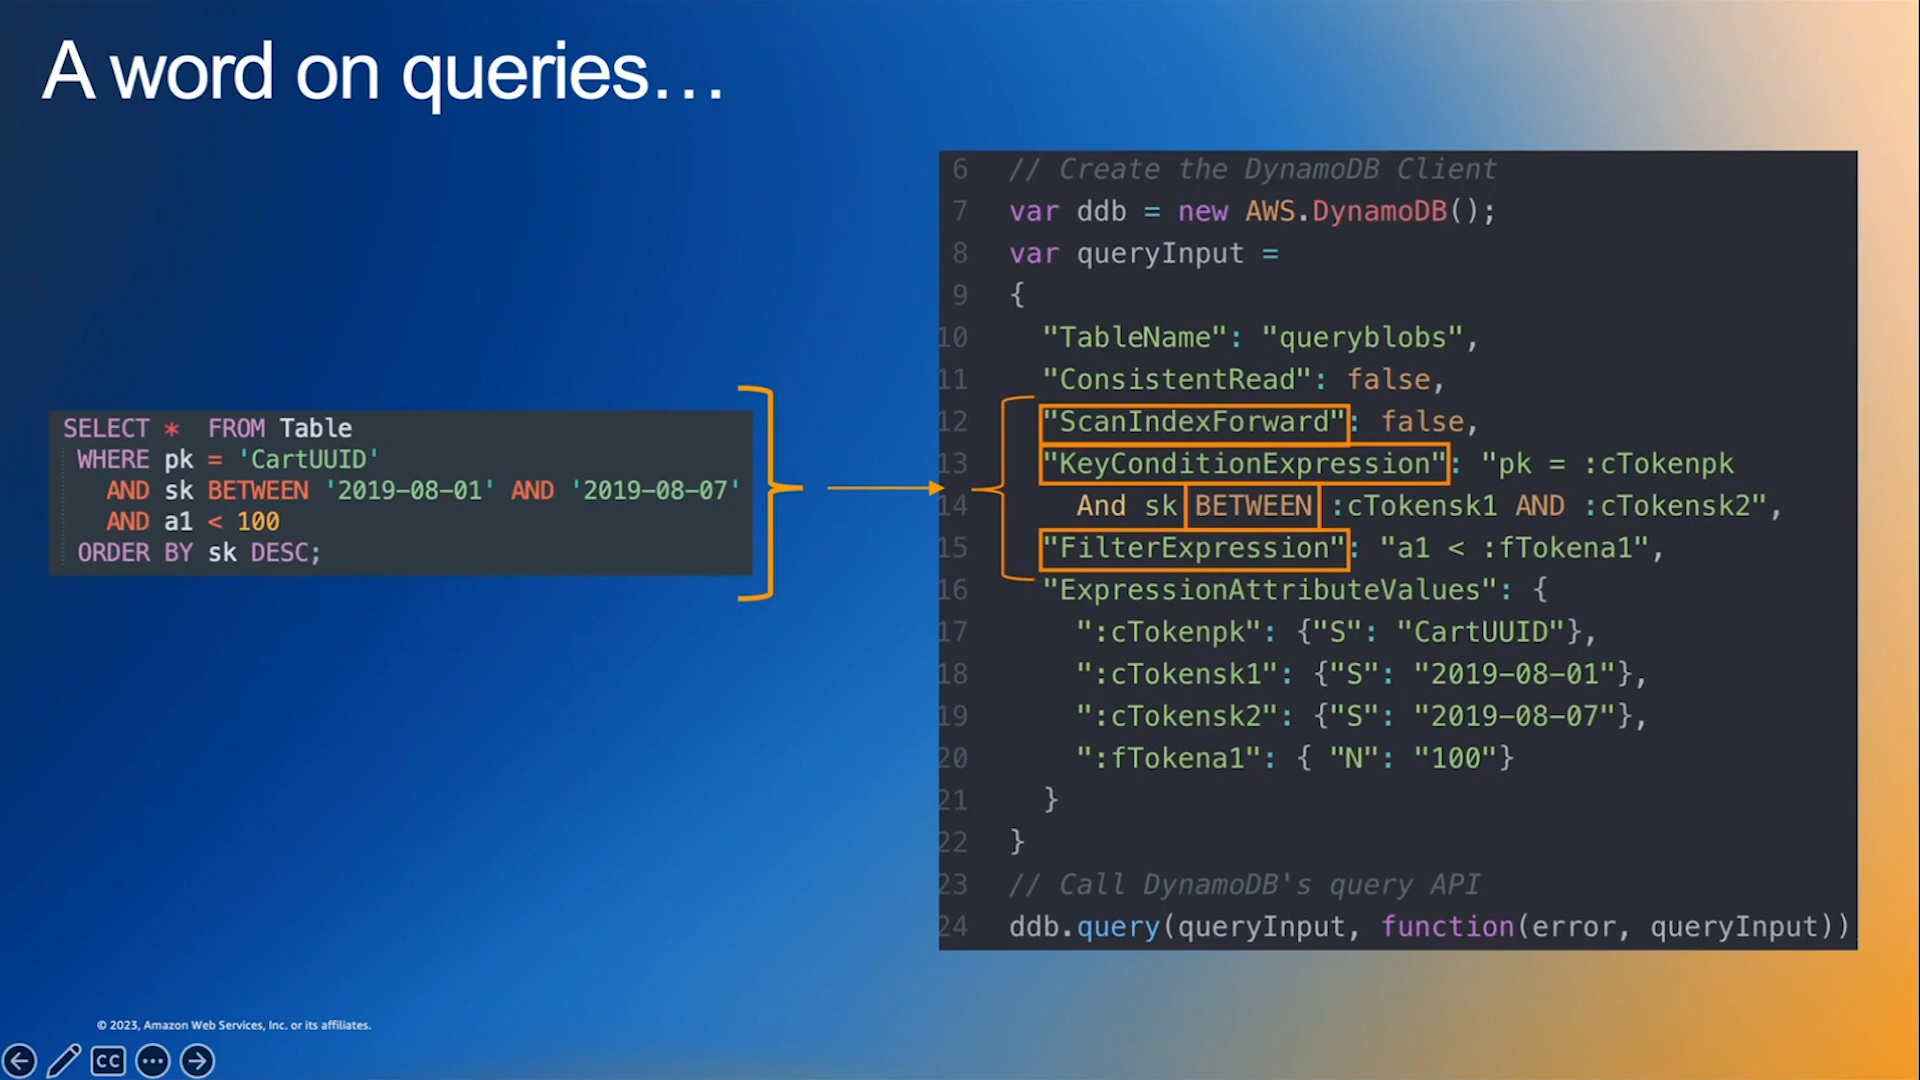 A word on queries...
SELECT * FROM Table
WHERE pk = 'CartUUID'
AND sk BETWEEN '2019-08-01' AND '2019-08-07'
AND a1 < 100
ORDER BY sk DESC;
6 // Create the DynamoDB Client
7 var ddb = new AWS.DynamoDB();
8 var queryInput =
9 {
10 "TableName": "queryblobs",
11 "ConsistentRead": false,
12 "ScanIndexForward": false,
13 "KeyConditionExpression": "pk = :cTokenpk
14 And sk BETWEEN :cTokensk1 AND :cTokensk2",
15 "FilterExpression": "a1 < :fTokena1",
16 "ExpressionAttributeValues": {
17 ":cTokenpk": {"S": "CartUUID"},
18 ":cTokensk1": {"S": "2019-08-01"},
19 ":cTokensk2": {"S": "2019-08-07"},
20 ":fTokena1": { "N": "100"}
21 }
22 }
23 // Call DynamoDB's query API
24 ddb.query(queryInput, function(error, queryInput))
© 2023, Amazon Web Services, Inc. or its affiliates.
CC